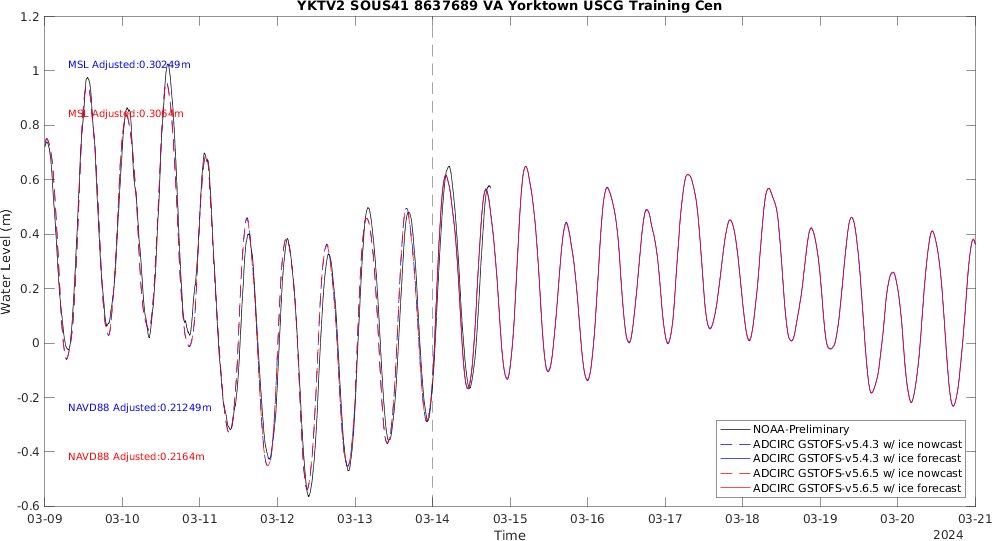 YKTV2 SOUS41 8637689 VA Yorktown USCG Training Cen
1.2
1
0.8
0.6
0.4
0.2
0
-0.2
-0.4
-0.6
Water Level (m)
MSL Adjusted:0.30249m
MSL Adjusted:0.3064m
NAVD88 Adjusted:0.21249m
NAVD88 Adjusted:0.2164m
NOAA-Preliminary
ADCIRC GSTOFS-v5.4.3 w/ ice nowcast
ADCIRC GSTOFS-v5.4.3 w/ ice forecast
ADCIRC GSTOFS-v5.6.5 w/ ice nowcast
ADCIRC GSTOFS-v5.6.5 w/ ice forecast
03-09 03-10 03-11 03-12 03-13 03-14 03-15 03-16 03-17 03-18 03-19 03-20 03-21
Time
2024